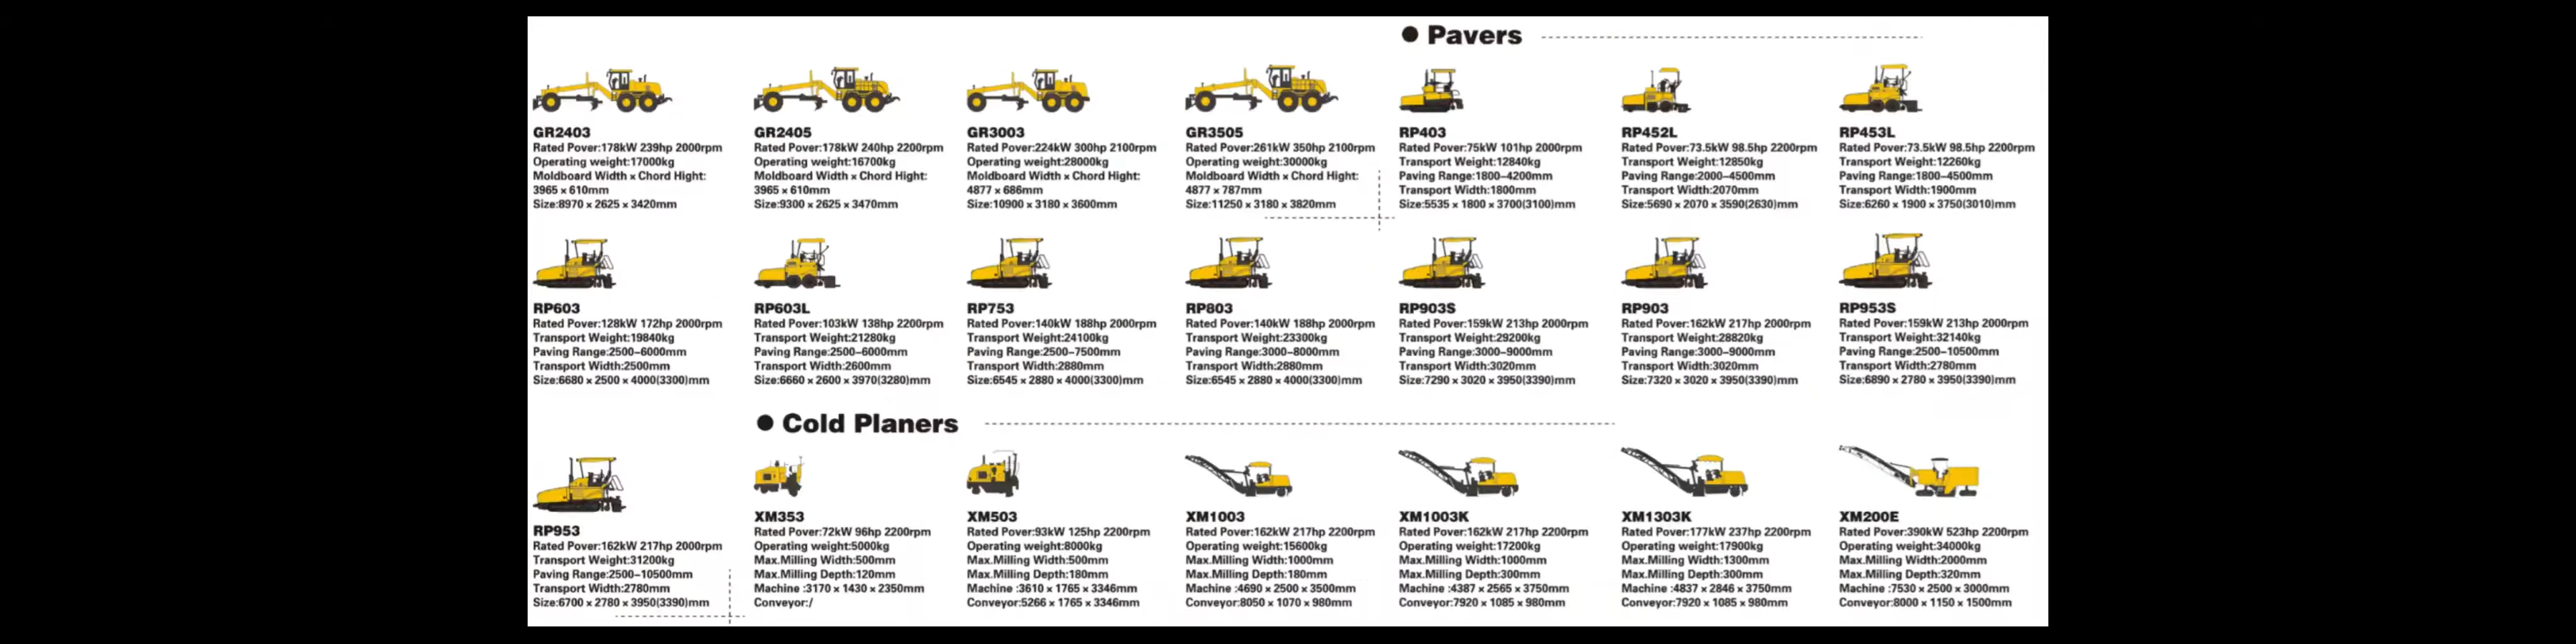 ● Pavers
GR2403
Rated Pover:178kW 239hp 2000rpm
Operating weight:17000kg
Moldboard Width × Chord Hight:
3965 × 610mm
Size:8970 × 2625 × 3420mm
GR2405
Rated Pover:178kW 240hp 2200rpm
Operating weight:16700kg
Moldboard Width × Chord Hight:
3965 × 610mm
Size:9300 × 2625 × 3470mm
GR3003
Rated Pover:224kW 300hp 2100rpm
Operating weight:28000kg
Moldboard Width × Chord Hight:
4877 × 686mm
Size:10900 × 3180 × 3600mm
GR3505
Rated Pover:261kW 350hp 2100rpm
Operating weight:30000kg
Moldboard Width × Chord Hight:
4877 × 787mm
Size:11250 × 3180 × 3820mm
RP403
Rated Pover:75kW 101hp 2000rpm
Transport Weight:12840kg
Paving Range:1800–4200mm
Transport Width:1800mm
Size:5535 × 1800 × 3700(3100)mm
RP452L
Rated Pover:73.5kW 98.5hp 2200rpm
Transport Weight:12850kg
Paving Range:2000–4500mm
Transport Width:2070mm
Size:5690 × 2070 × 3590(2630)mm
RP453L
Rated Pover:73.5kW 98.5hp 2200rpm
Transport Weight:12260kg
Paving Range:1800–4500mm
Transport Width:1900mm
Size:6260 × 1900 × 3750(3010)mm
RP603
Rated Pover:128kW 172hp 2000rpm
Transport Weight:19840kg
Paving Range:2500–6000mm
Transport Width:2500mm
Size:6680 × 2500 × 4000(3300)mm
RP603L
Rated Pover:103kW 138hp 2200rpm
Transport Weight:21280kg
Paving Range:2500–6000mm
Transport Width:2600mm
Size:6660 × 2600 × 3970(3280)mm
RP753
Rated Pover:140kW 188hp 2000rpm
Transport Weight:24100kg
Paving Range:2500–7500mm
Transport Width:2880mm
Size:6545 × 2880 × 4000(3300)mm
RP803
Rated Pover:140kW 188hp 2000rpm
Transport Weight:23300kg
Paving Range:3000–8000mm
Transport Width:2880mm
Size:6545 × 2880 × 4000(3300)mm
RP903S
Rated Pover:159kW 213hp 2000rpm
Transport Weight:29200kg
Paving Range:3000–9000mm
Transport Width:3020mm
Size:7290 × 3020 × 3950(3390)mm
RP903
Rated Pover:162kW 217hp 2000rpm
Transport Weight:28820kg
Paving Range:3000–9000mm
Transport Width:3020mm
Size:7320 × 3020 × 3950(3390)mm
RP953S
Rated Pover:159kW 213hp 2000rpm
Transport Weight:32140kg
Paving Range:2500–10500mm
Transport Width:2780mm
Size:6890 × 2780 × 3950(3390)mm
RP953
Rated Pover:162kW 217hp 2000rpm
Transport Weight:31200kg
Paving Range:2500–10500mm
Transport Width:2780mm
Size:6700 × 2780 × 3950(3390)mm
● Cold Planers
XM353
Rated Pover:72kW 96hp 2200rpm
Operating weight:5000kg
Max.Milling Width:500mm
Max.Milling Depth:120mm
Machine :3170 × 1430 × 2350mm
Conveyor:/
XM503
Rated Pover:93kW 125hp 2200rpm
Operating weight:8000kg
Max.Milling Width:500mm
Max.Milling Depth:180mm
Machine :3610 × 1765 × 3346mm
Conveyor:5266 × 1765 × 3346mm
XM1003
Rated Pover:162kW 217hp 2200rpm
Operating weight:15600kg
Max.Milling Width:1000mm
Max.Milling Depth:180mm
Machine :4690 × 2500 × 3500mm
Conveyor:8050 × 1070 × 980mm
XM1003K
Rated Pover:162kW 217hp 2200rpm
Operating weight:17200kg
Max.Milling Width:1000mm
Max.Milling Depth:300mm
Machine :4387 × 2565 × 3750mm
Conveyor:7920 × 1085 × 980mm
XM1303K
Rated Pover:177kW 237hp 2200rpm
Operating weight:17900kg
Max.Milling Width:1300mm
Max.Milling Depth:300mm
Machine :4837 × 2846 × 3750mm
Conveyor:7920 × 1085 × 980mm
XM200E
Rated Pover:390kW 523hp 2200rpm
Operating weight:34000kg
Max.Milling Width:2000mm
Max.Milling Depth:320mm
Machine :7530 × 2500 × 3000mm
Conveyor:8000 × 1150 × 1500mm